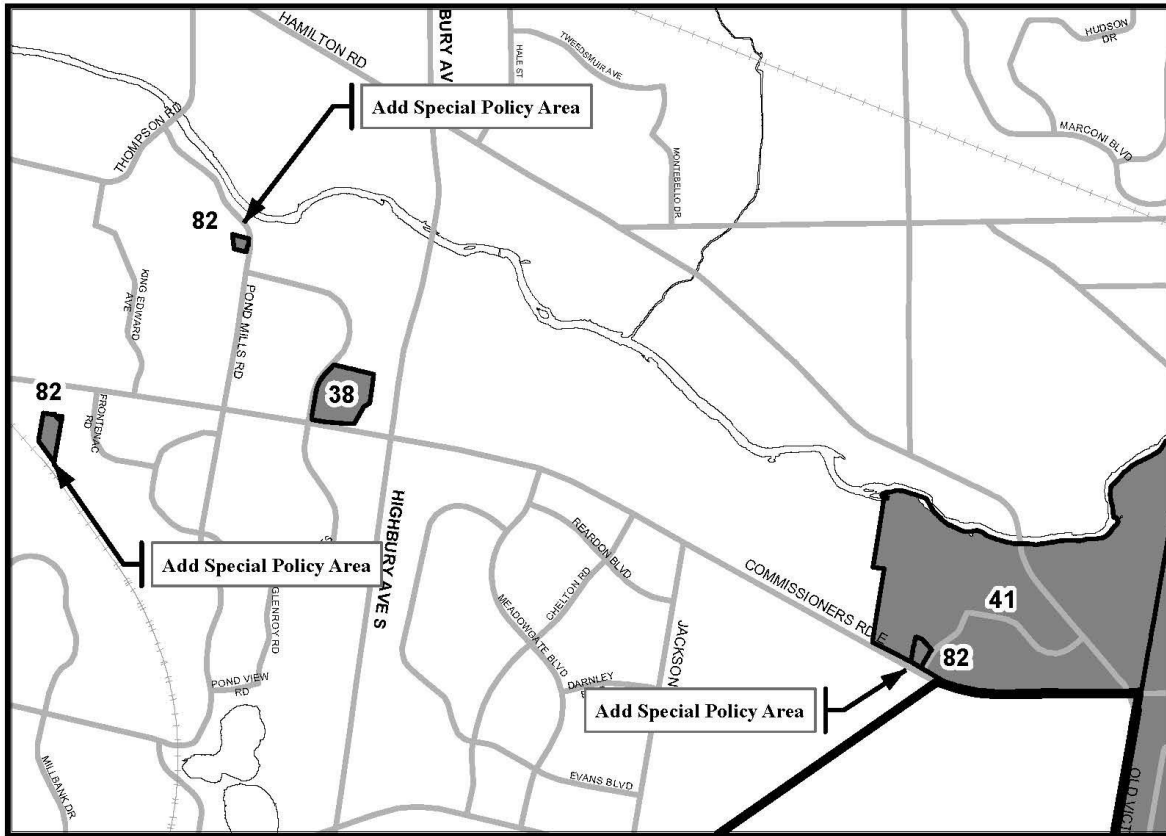 HAMILTON RD
BURY AV
HALE ST
TWEEDSMUIR AVE
HUDSON
DR
Add Special Policy Area
THOMPSON RD
MARCONI BLVD
MONTEBELLO DR
82
KING EDWARD
AVE
POND MILLS RD
38
82
FRONTENAC
RD
HIGHBURY AVE S
REARDON BLVD
CHELTON RD
COMMISSIONERS RD E
Add Special Policy Area
GLENROY RD
MEADOWGATE BLVD
JACKSON
41
82
POND VIEW
RD
DARNLEY
Add Special Policy Area
MILLBANK DR
EVANS BLVD
OLD VICT